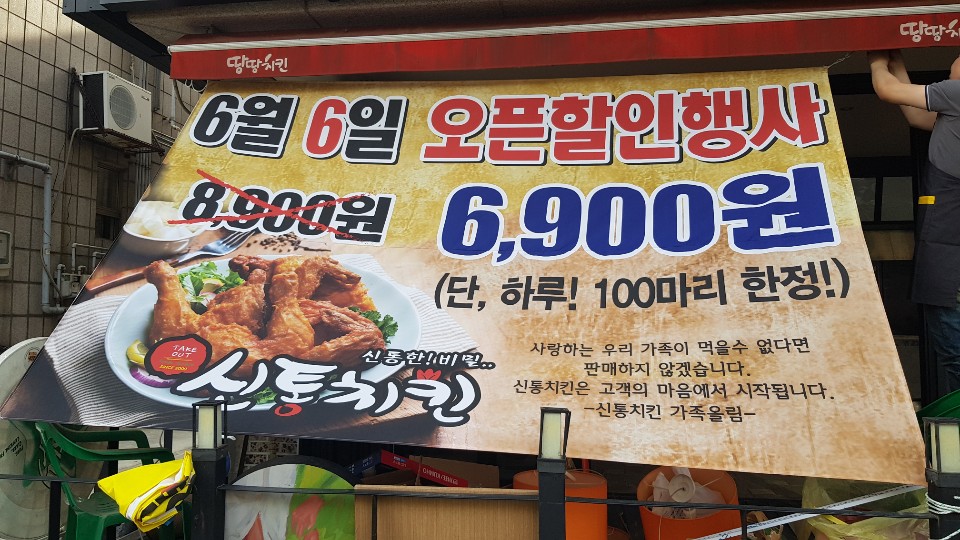 땅땅치킨
땅땅치킨
6월 6일 오픈할인행사
8,900원 6,900원
(단, 하루! 100마리 한정!)
TAKE OUT
신통한!비밀..
신통치킨
사랑하는 우리 가족이 먹을수 없다면
판매하지 않겠습니다.
신통치킨은 고객의 마음에서 시작됩니다.
-신통치킨 가족올림-